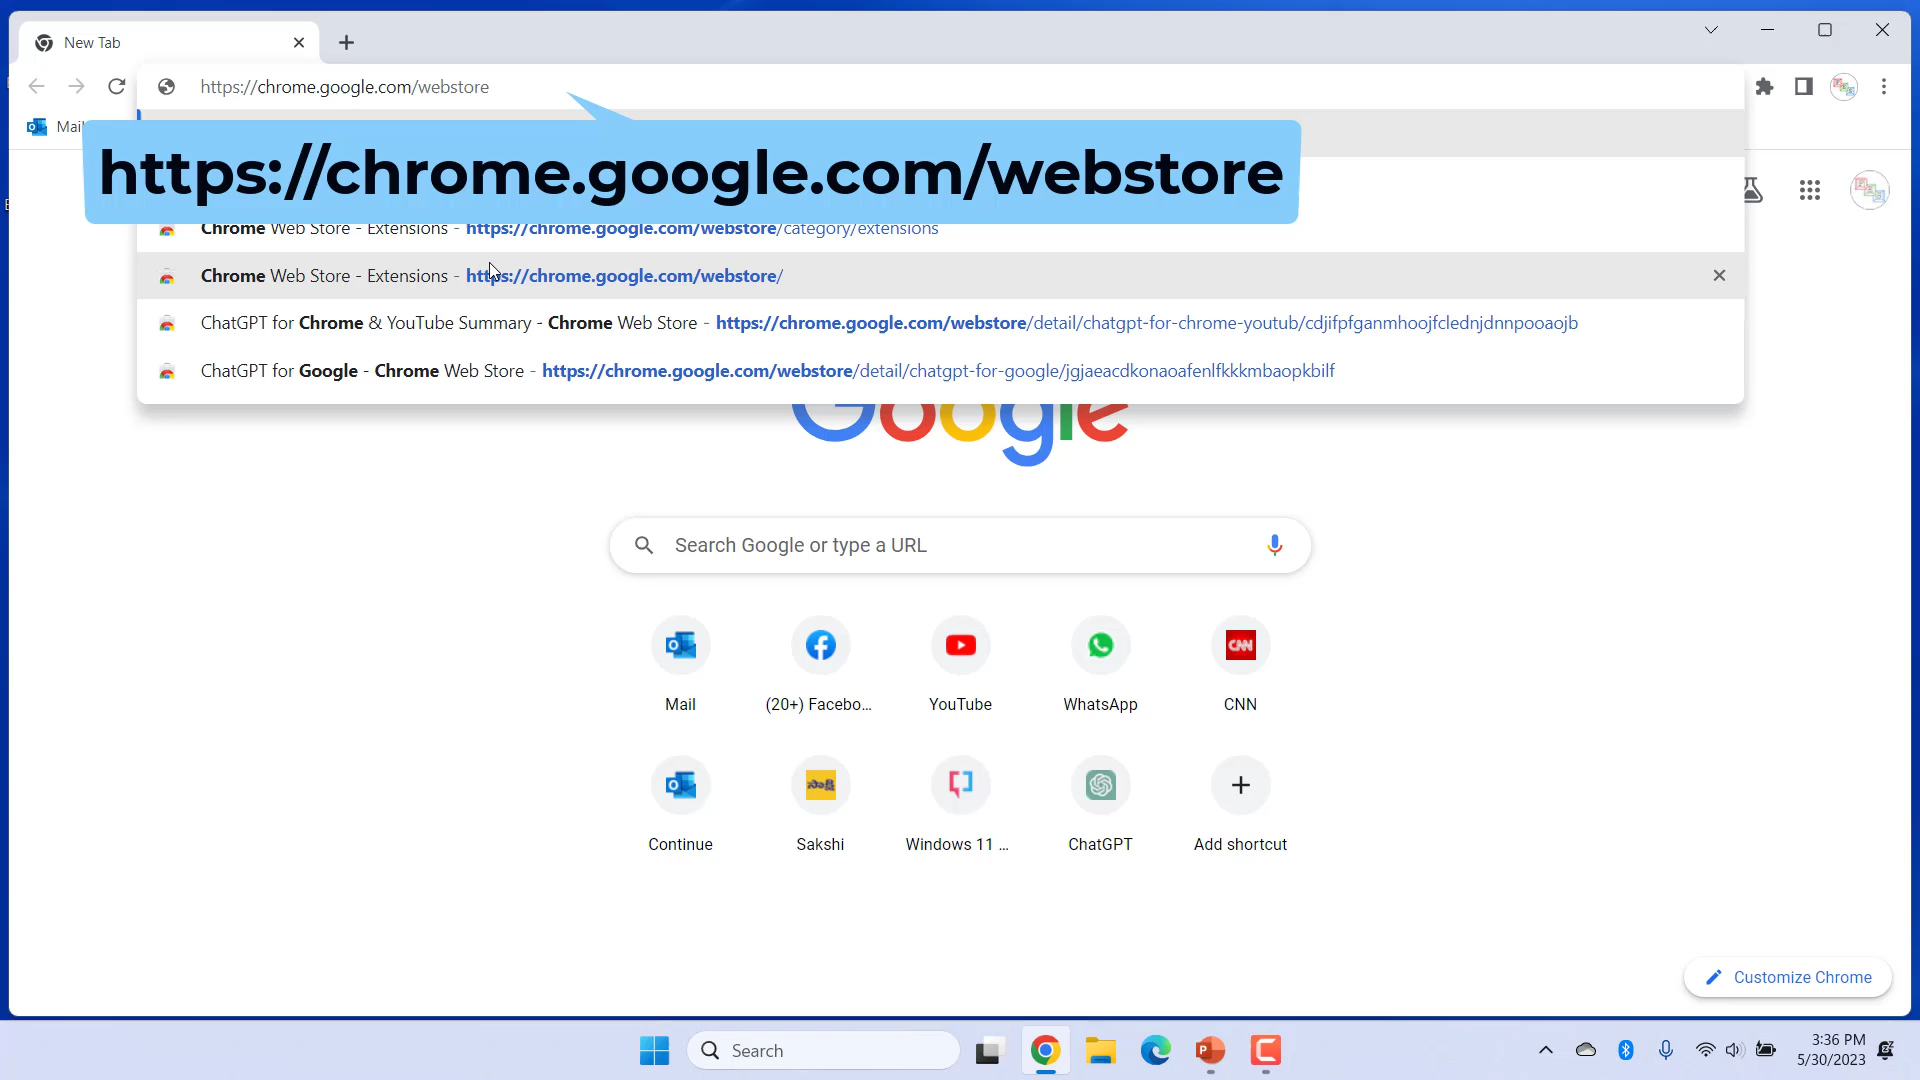 New Tab
https://chrome.google.com/webstore
Mail
https://chrome.google.com/webstore
Chrome Web Store - Extensions - https://chrome.google.com/webstore/category/extensions
Chrome Web Store - Extensions - https://chrome.google.com/webstore/
ChatGPT for Chrome & YouTube Summary - Chrome Web Store - https://chrome.google.com/webstore/detail/chatgpt-for-chrome-youtub/cdjifpfganmhoojfclednjdnnpooaojb
ChatGPT for Google - Chrome Web Store - https://chrome.google.com/webstore/detail/chatgpt-for-google/jgjaeacdkonaoafenlfkkkmbaopkbilf
Google
Search Google or type a URL
CNN
Mail
(20+) Facebo...
YouTube
WhatsApp
CNN
సాక్షి
Continue
Sakshi
Windows 11 ...
ChatGPT
Add shortcut
Customize Chrome
Search
3:36 PM
5/30/2023